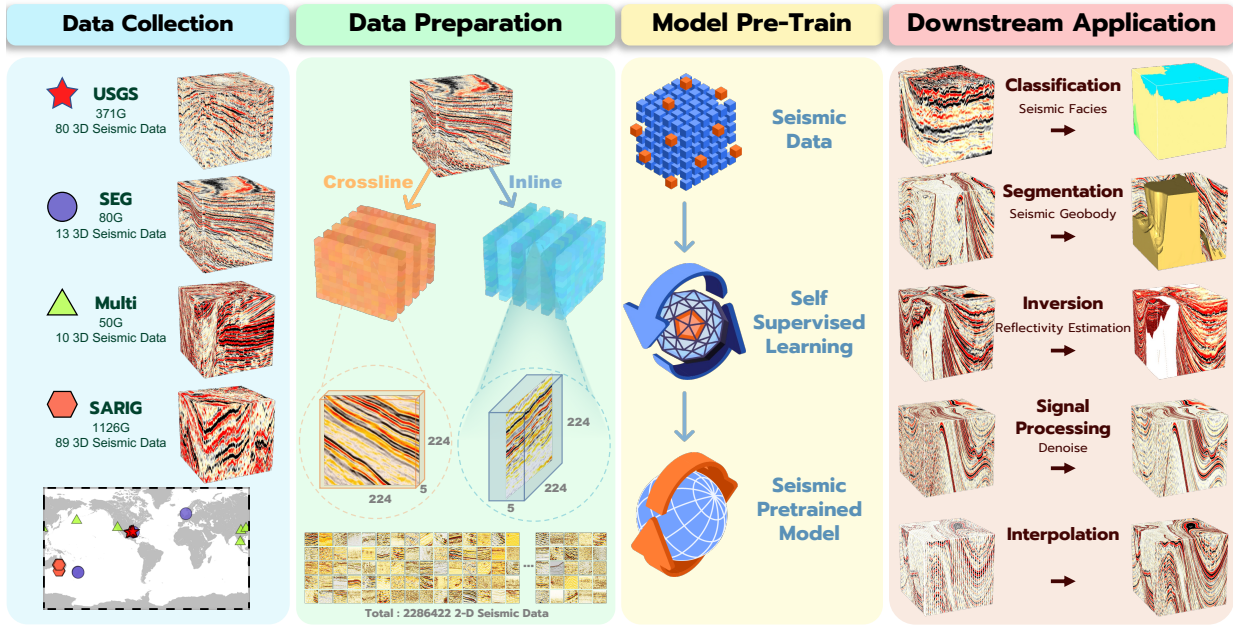 Data Collection
Data Preparation
Model Pre-Train
Downstream Application
USGS
371G
80 3D Seismic Data
SEG
80G
13 3D Seismic Data
Multi
50G
10 3D Seismic Data
SARIG
1126G
89 3D Seismic Data
Crossline
Inline
224
224
5
224
224
5
...
Total : 2286422 2-D Seismic Data
Seismic
Data
Self
Supervised
Learning
Seismic
Pretrained
Model
Classification
Seismic Facies
Segmentation
Seismic Geobody
Inversion
Reflectivity Estimation
Signal
Processing
Denoise
Interpolation